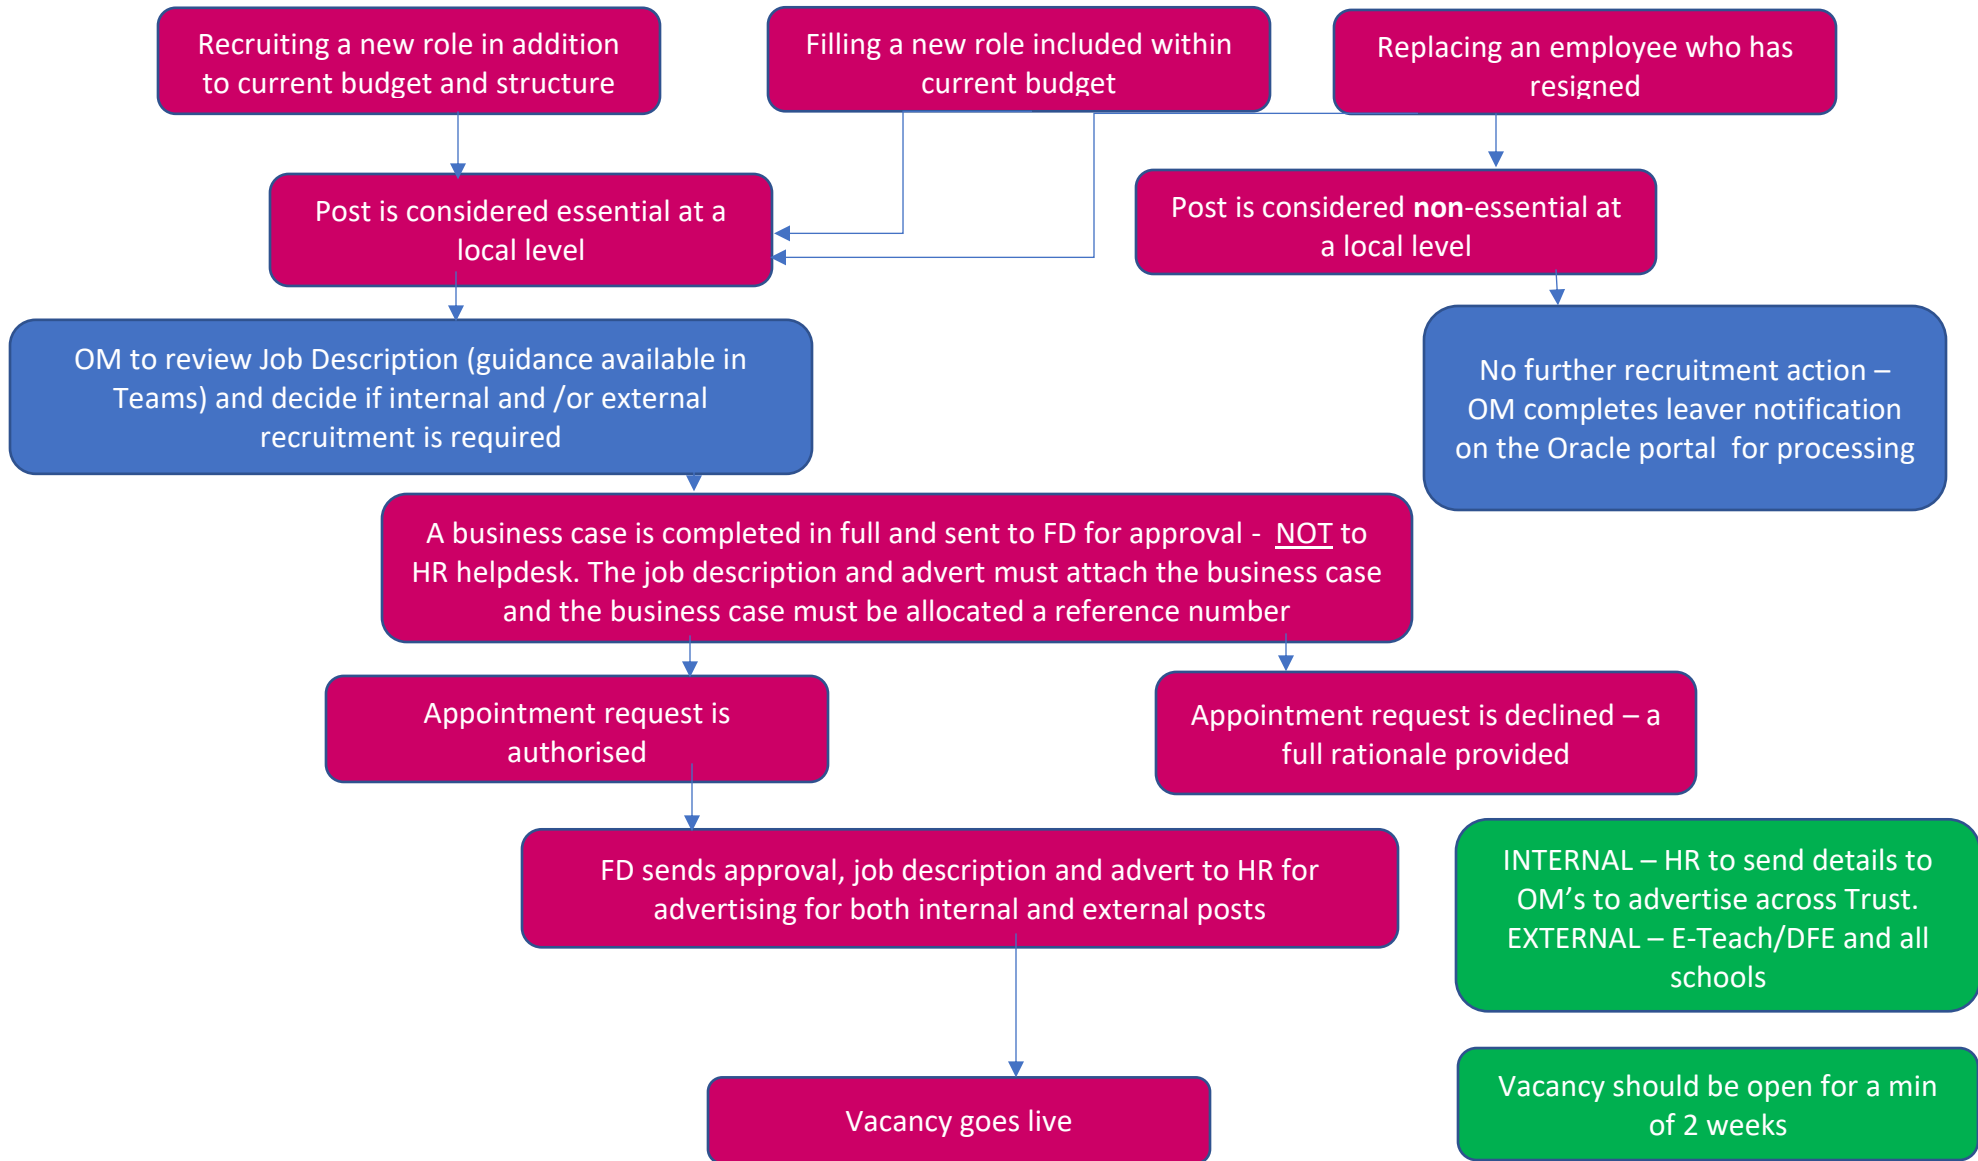 Recruiting a new role in addition
to current budget and structure
Filling a new role included within
current budget
Replacing an employee who has
resigned
Post is considered essential at a
local level
Post is considered non-essential at
a local level
OM to review Job Description (guidance available in
Teams) and decide if internal and /or external
recruitment is required
No further recruitment action –
OM completes leaver notification
on the Oracle portal  for processing
A business case is completed in full and sent to FD for approval -  NOT to
HR helpdesk. The job description and advert must attach the business case
and the business case must be allocated a reference number
Appointment request is
authorised
Appointment request is declined – a
full rationale provided
FD sends approval, job description and advert to HR for
advertising for both internal and external posts
INTERNAL – HR to send details to
OM’s to advertise across Trust.
EXTERNAL – E-Teach/DFE and all
schools
Vacancy goes live
Vacancy should be open for a min
of 2 weeks